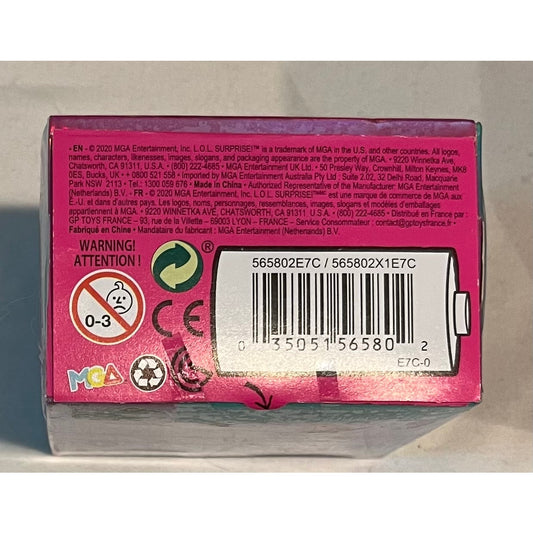 • EN - © 2020 MGA Entertainment, Inc. L.O.L. SURPRISE!™ is a trademark of MGA in the U.S. and other countries. All logos,
names, characters, likenesses, images, slogans, and packaging appearance are the property of MGA. • 9220 Winnetka Ave,
Chatsworth, CA 91311, U.S.A. • (800) 222-4685 • MGA Entertainment UK Ltd. • 50 Presley Way, Crownhill, Milton Keynes, MK8
0ES, Bucks, UK • • 0800 521 558 • Imported by MGA Entertainment Australia Pty Ltd : Suite 2.02, 32 Delhi Road, Macquarie
Park NSW 2113 • Tel.: 1300 059 676 • Made in China • Authorized Representative of the Manufacturer: MGA Entertainment
(Netherlands) B.V. • - FR - © 2020 MGA Entertainment, Inc. L.O.L. SURPRISE! est une marque de commerce de MGA aux
É.-U. et dans d'autres pays. Les logos, noms, personnages, ressemblances, images, slogans et modèles d'emballages
appartiennent à MGA. • 9220 WINNETKA AVE, CHATSWORTH, CA 91311 U.S.A. • (800) 222-4685 • Distribué en France par :
GP TOYS FRANCE – 93, rue de la Villette – 69003 LYON – FRANCE – Service Consommateur : contact@gptoysfrance.fr •
Fabriqué en Chine • Mandataire du fabricant : MGA Entertainment (Netherlands) B.V.
WARNING!
ATTENTION !
®
0-3
CE
MGA
565802E7C / 565802X1E7C
0 35051 56580 2
E7C-0